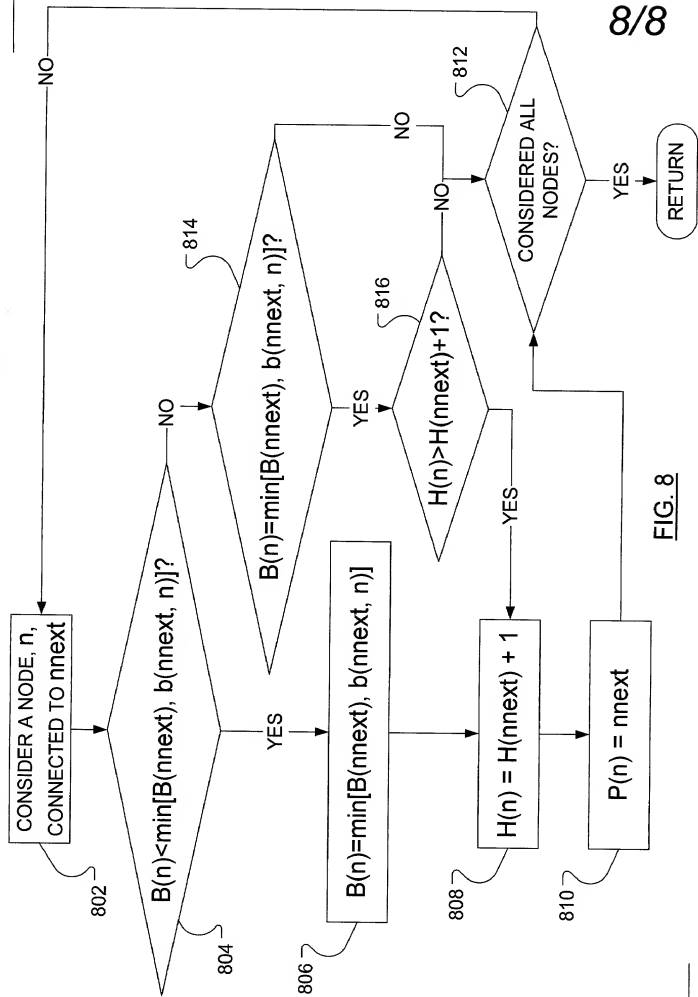 8/8
CONSIDER A NODE, n,
CONNECTED TO nnext
802
NO
B(n)<min[B(nnext), b(nnext, n)]?
804
NO
YES
B(n)=min[B(nnext), b(nnext, n)]?
814
NO
YES
B(n)=min[B(nnext), b(nnext, n)]
806
H(n)>H(nnext)+1?
816
NO
YES
H(n) = H(nnext) + 1
808
P(n) = nnext
810
CONSIDERED ALL
NODES?
812
YES
RETURN
FIG. 8